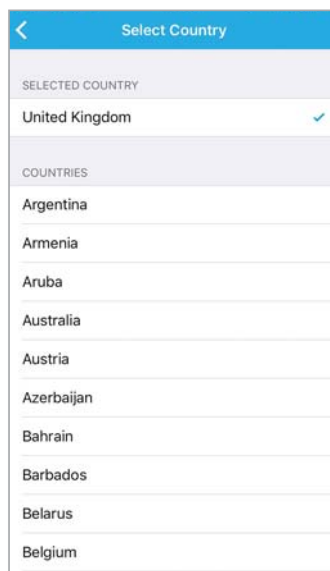 Select Country
SELECTED COUNTRY
United Kingdom
COUNTRIES
Argentina
Armenia
Aruba
Australia
Austria
Azerbaijan
Bahrain
Barbados
Belarus
Belgium